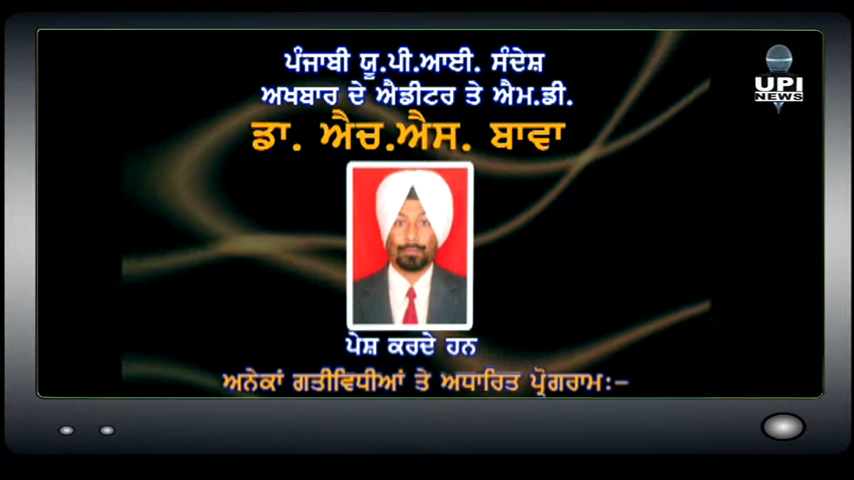 ਪੰਜਾਬੀ ਯੂ.ਪੀ.ਆਈ. ਸੰਦੇਸ਼
ਅਖਬਾਰ ਦੇ ਐਡੀਟਰ ਤੇ ਐਮ.ਡੀ.
ਡਾ. ਐਚ.ਐਸ. ਬਾਵਾ
UPI
NEWS
ਪੇਸ਼ ਕਰਦੇ ਹਨ
ਅਨੇਕਾਂ ਗਤੀਵਿਧੀਆਂ ਤੇ ਅਧਾਰਿਤ ਪ੍ਰੋਗਰਾਮ:–